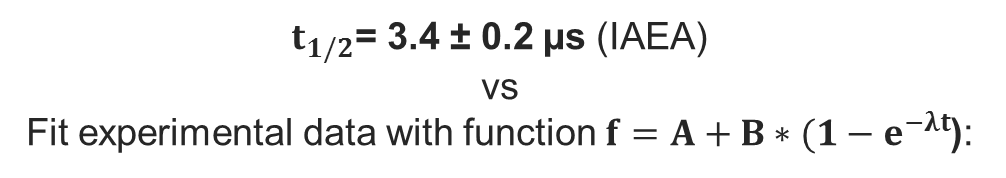 t₁/₂= 3.4 ± 0.2 µs (IAEA)
vs
Fit experimental data with function f = A + B ∗ (1 − e⁻λᵗ):